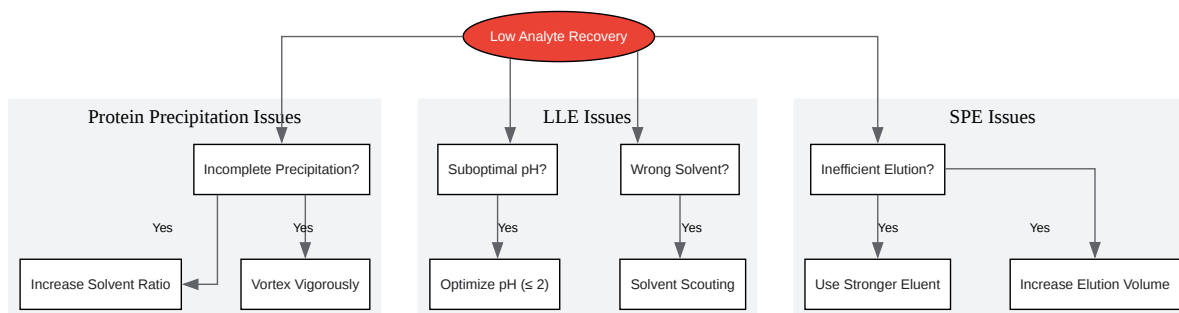 Low Analyte Recovery
Protein Precipitation Issues
LLE Issues
SPE Issues
Incomplete Precipitation?
Suboptimal pH?
Wrong Solvent?
Inefficient Elution?
Yes
Yes
Yes
Yes
Yes
Yes
Increase Solvent Ratio
Vortex Vigorously
Optimize pH (≤ 2)
Solvent Scouting
Use Stronger Eluent
Increase Elution Volume